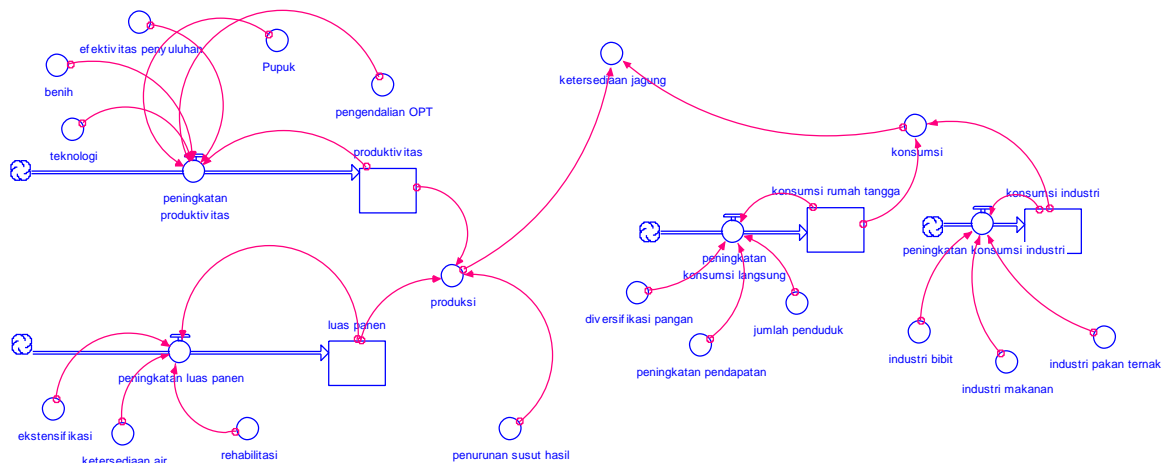 efektivitas penyuluhan
Pupuk
benih
pengendalian OPT
teknologi
produktivitas
peningkatan
produktivitas
ketersediaan jagung
konsumsi
konsumsi rumah tangga
konsumsi industri
peningkatan
konsumsi langsung
peningkatan konsumsi industri
produksi
diversifikasi pangan
jumlah penduduk
peningkatan pendapatan
industri bibit
industri makanan
industri pakan ternak
luas panen
peningkatan luas panen
ekstensifikasi
ketersediaan air
rehabilitasi
penurunan susut hasil